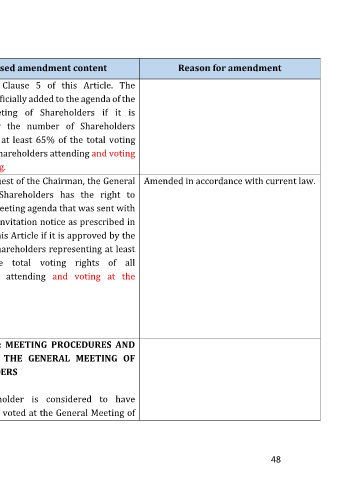 sed amendment content
Reason for amendment
Clause 5 of this Article. The
ficially added to the agenda of the
eting of Shareholders if it is
the number of Shareholders
at least 65% of the total voting
hareholders attending and voting
g.
est of the Chairman, the General
Shareholders has the right to
eeting agenda that was sent with
nvitation notice as prescribed in
his Article if it is approved by the
hareholders representing at least
e total voting rights of all
attending and voting at the
Amended in accordance with current law.
: MEETING PROCEDURES AND
THE GENERAL MEETING OF
DERS
holder is considered to have
voted at the General Meeting of
48